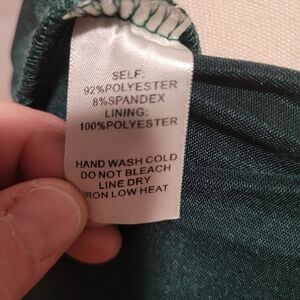 SELF:
92%POLYESTER
8%SPANDEX
LINING:
100%POLYESTER
HAND WASH COLD
DO NOT BLEACH
LINE DRY
IRON LOW HEAT